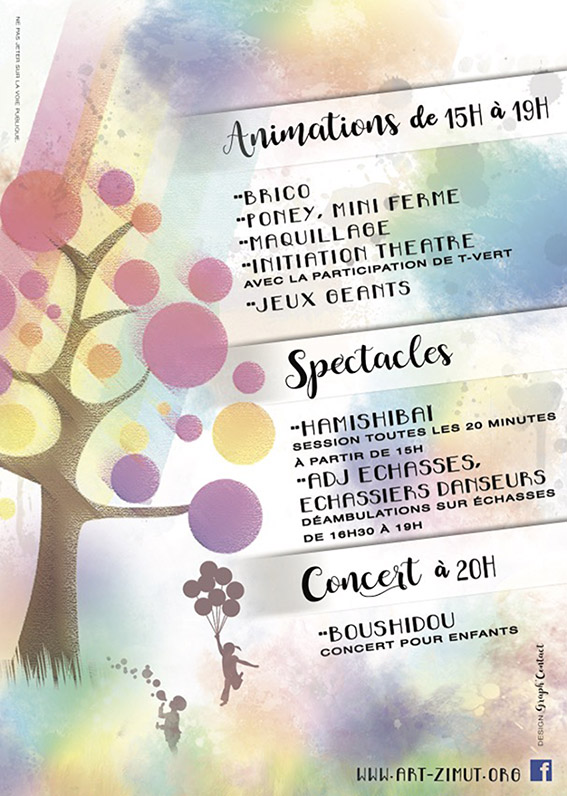 NE PAS JETER SUR LA VOIE PUBLIQUE
Animations de 15H à 19H
BRICO
PONEY, MINI FERME
MAQUILLAGE
INITIATION THEATRE
AVEC LA PARTICIPATION DE T-VERT
JEUX GEANTS
Spectacles
HAMISHIBAI
SESSION TOUTES LES 20 MINUTES
À PARTIR DE 15H
ADJ ECHASSES,
ECHASSIERS DANSEURS
DÉAMBULATIONS SUR ÉCHASSES
DE 16H30 À 19H
Concert à 20H
BOUSHIDOU
CONCERT POUR ENFANTS
DESIGN Graph'Contact
WWW.ART-ZIMUT.ORG f